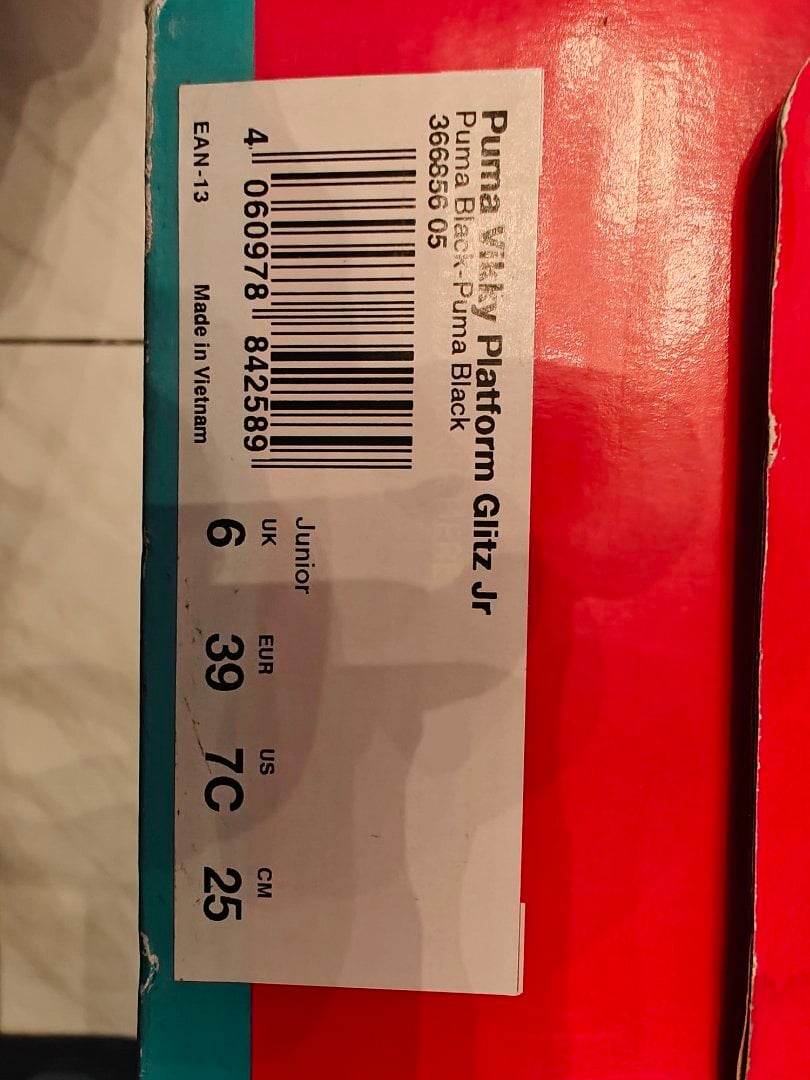 Puma Vikky Platform Glitz Jr
Puma Black-Puma Black
366856 05
4 060978 842589
EAN-13 Made in Vietnam
Junior
UK EUR US CM
6 39 7C 25